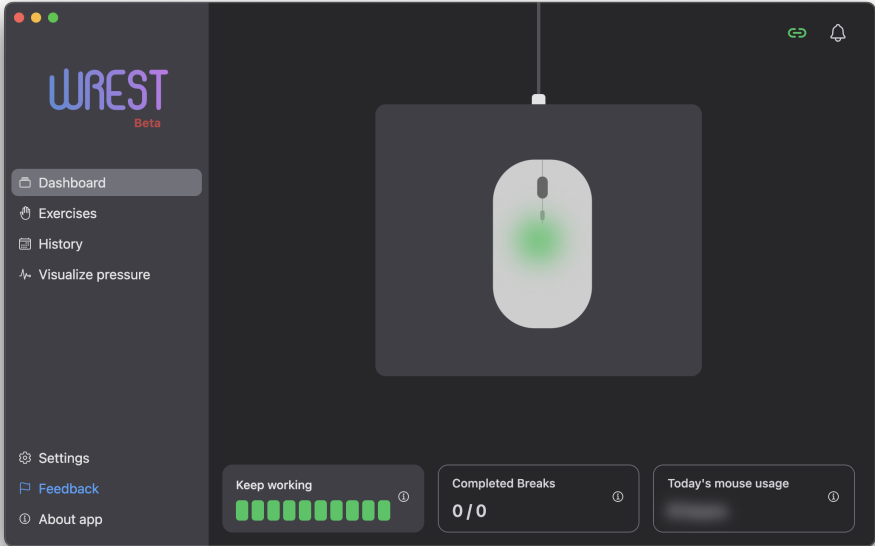 WREST
Beta
Dashboard
Exercises
History
Visualize pressure
Settings
Feedback
About app
Keep working
Completed Breaks
0 / 0
Today's mouse usage